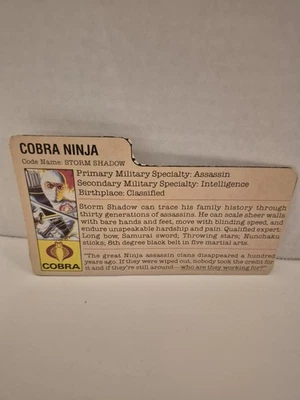 COBRA NINJA
Code Name: STORM SHADOW
Primary Military Specialty: Assassin
Secondary Military Specialty: Intelligence
Birthplace: Classified
Storm Shadow can trace his family history through
thirty generations of assassins. He can scale sheer walls
with bare hands and feet, move with blinding speed, and
endure unspeakable hardship and pain. Qualified expert:
Long bow, Samurai sword; Throwing stars; Munchaku
sticks; 8th degree black belt in five martial arts.
COBRA
"The great Ninja assassin clans disappeared a hundred
years ago. If they were wiped out, nobody took the credit for
it and if they're still around—who are they working for?"